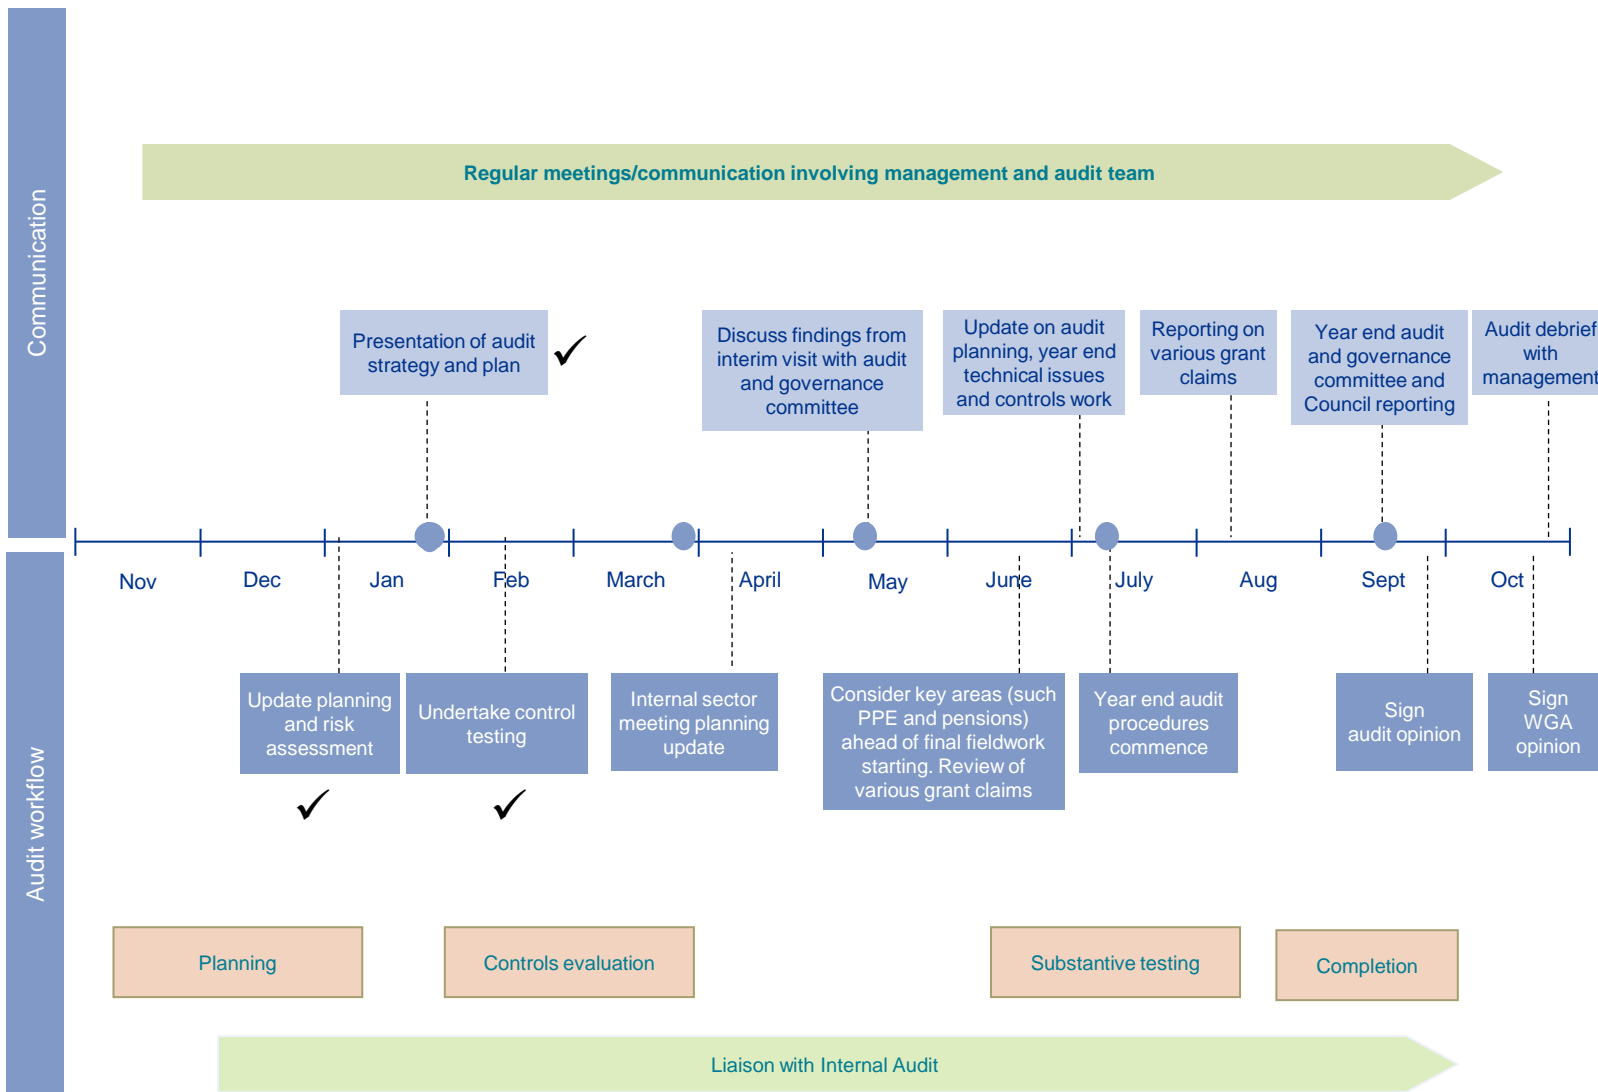 Communication
Regular meetings/communication involving management and audit team
Presentation of audit
strategy and plan
Discuss findings from
interim visit with audit
and governance
committee
Update on audit
planning, year end
technical issues
and controls work
Reporting on
various grant
claims
Year end audit
and governance
committee and
Council reporting
Audit debrief
with
management
Nov
Dec
Jan
Feb
March
April
May
June
July
Aug
Sept
Oct
Audit workflow
Update planning
and risk
assessment
Undertake control
testing
Internal sector
meeting planning
update
Consider key areas (such
PPE and pensions)
ahead of final fieldwork
starting. Review of
various grant claims
Year end audit
procedures
commence
Sign
audit opinion
Sign
WGA
opinion
Planning
Controls evaluation
Substantive testing
Completion
Liaison with Internal Audit